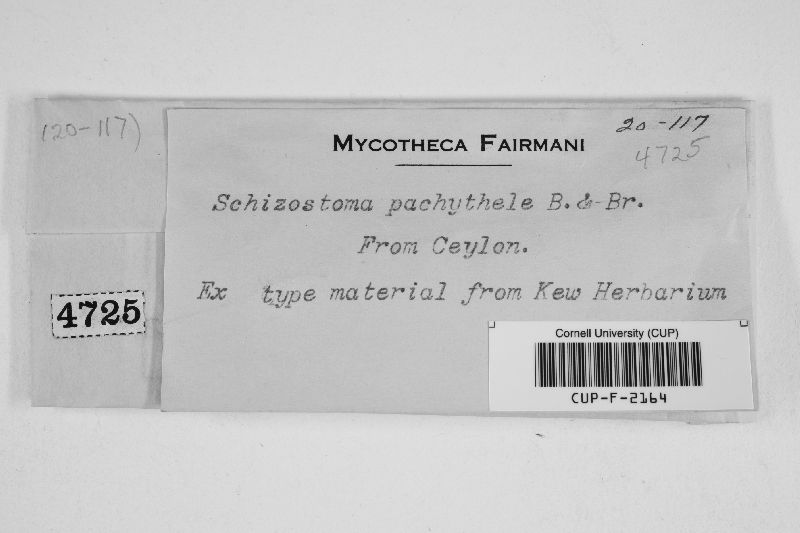 (20-117)
20-117
4725
MYCOTHECA FAIRMANI
Schizostoma pachythele B. & Br.
From Ceylon.
Ex type material from Kew Herbarium
4725
Cornell University (CUP)
CUP-F-2164